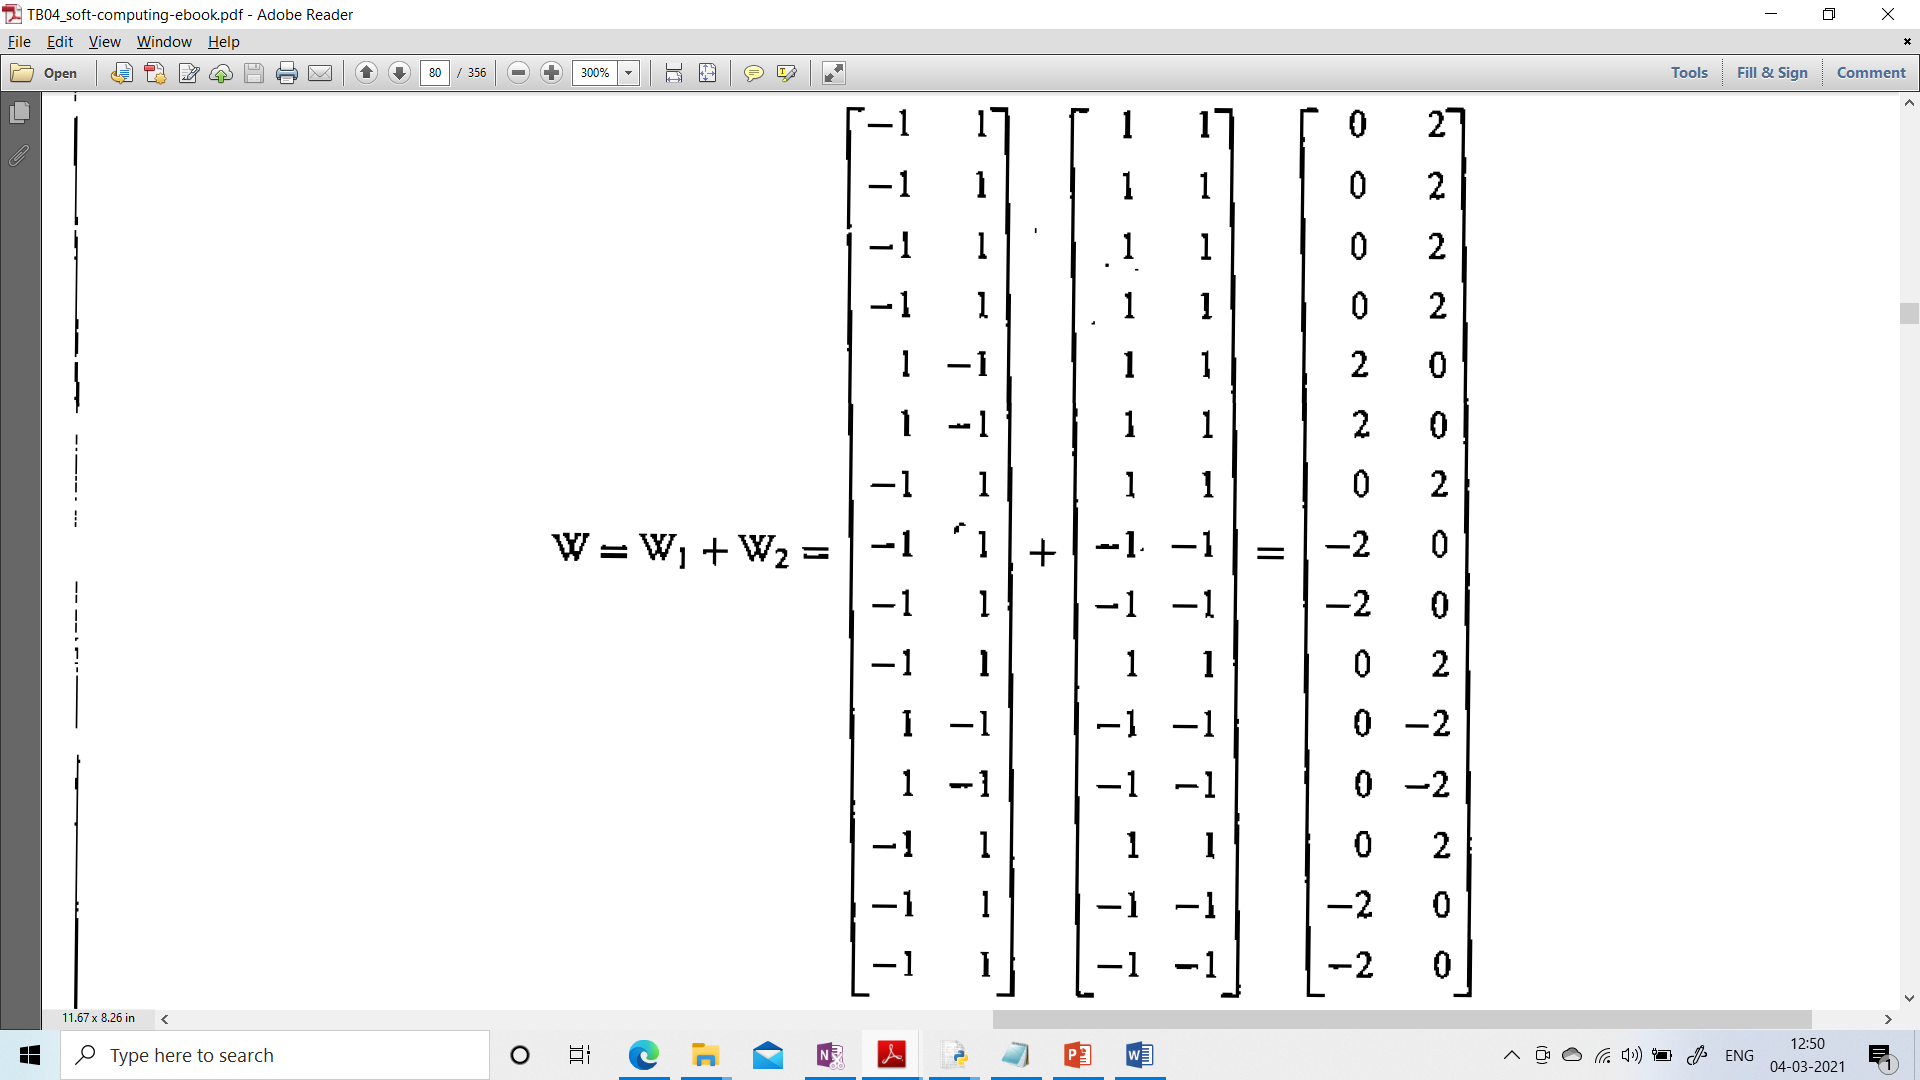 TB04_soft-computing-ebook.pdf - Adobe Reader
File Edit View Window Help
Open 80 / 356 300% Tools Fill & Sign Comment
−1 1 1 1 0 2
−1 1 1 1 0 2
−1 1 1 1 0 2
−1 1 1 1 0 2
1 −1 1 1 2 0
1 −1 1 1 2 0
−1 1 1 1 0 2
W = W₁ + W₂ = −1 1 + −1 −1 = −2 0
−1 1 −1 −1 −2 0
−1 1 1 1 0 2
1 −1 −1 −1 0 −2
1 −1 −1 −1 0 −2
−1 1 1 1 0 2
−1 1 −1 −1 −2 0
−1 1 −1 −1 −2 0
11.67 x 8.26 in
Type here to search
ENG
12:50
04-03-2021
1